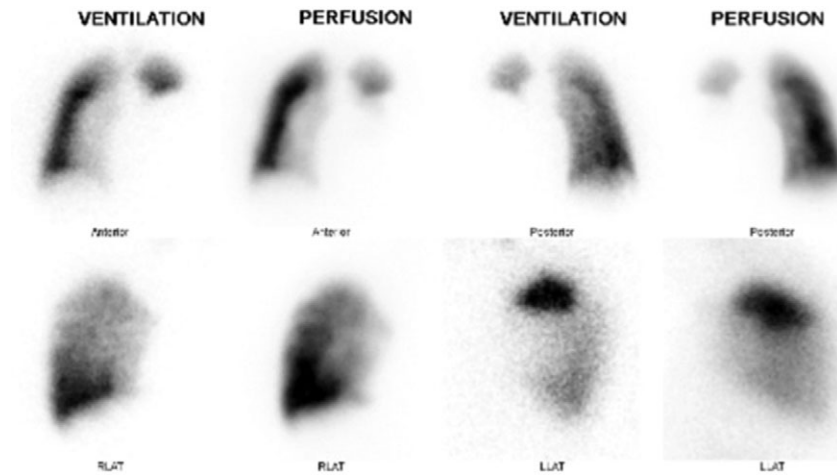 VENTILATION PERFUSION VENTILATION PERFUSION
Anterior Anterior Posterior Posterior
RLAT RLAT LLAT LLAT